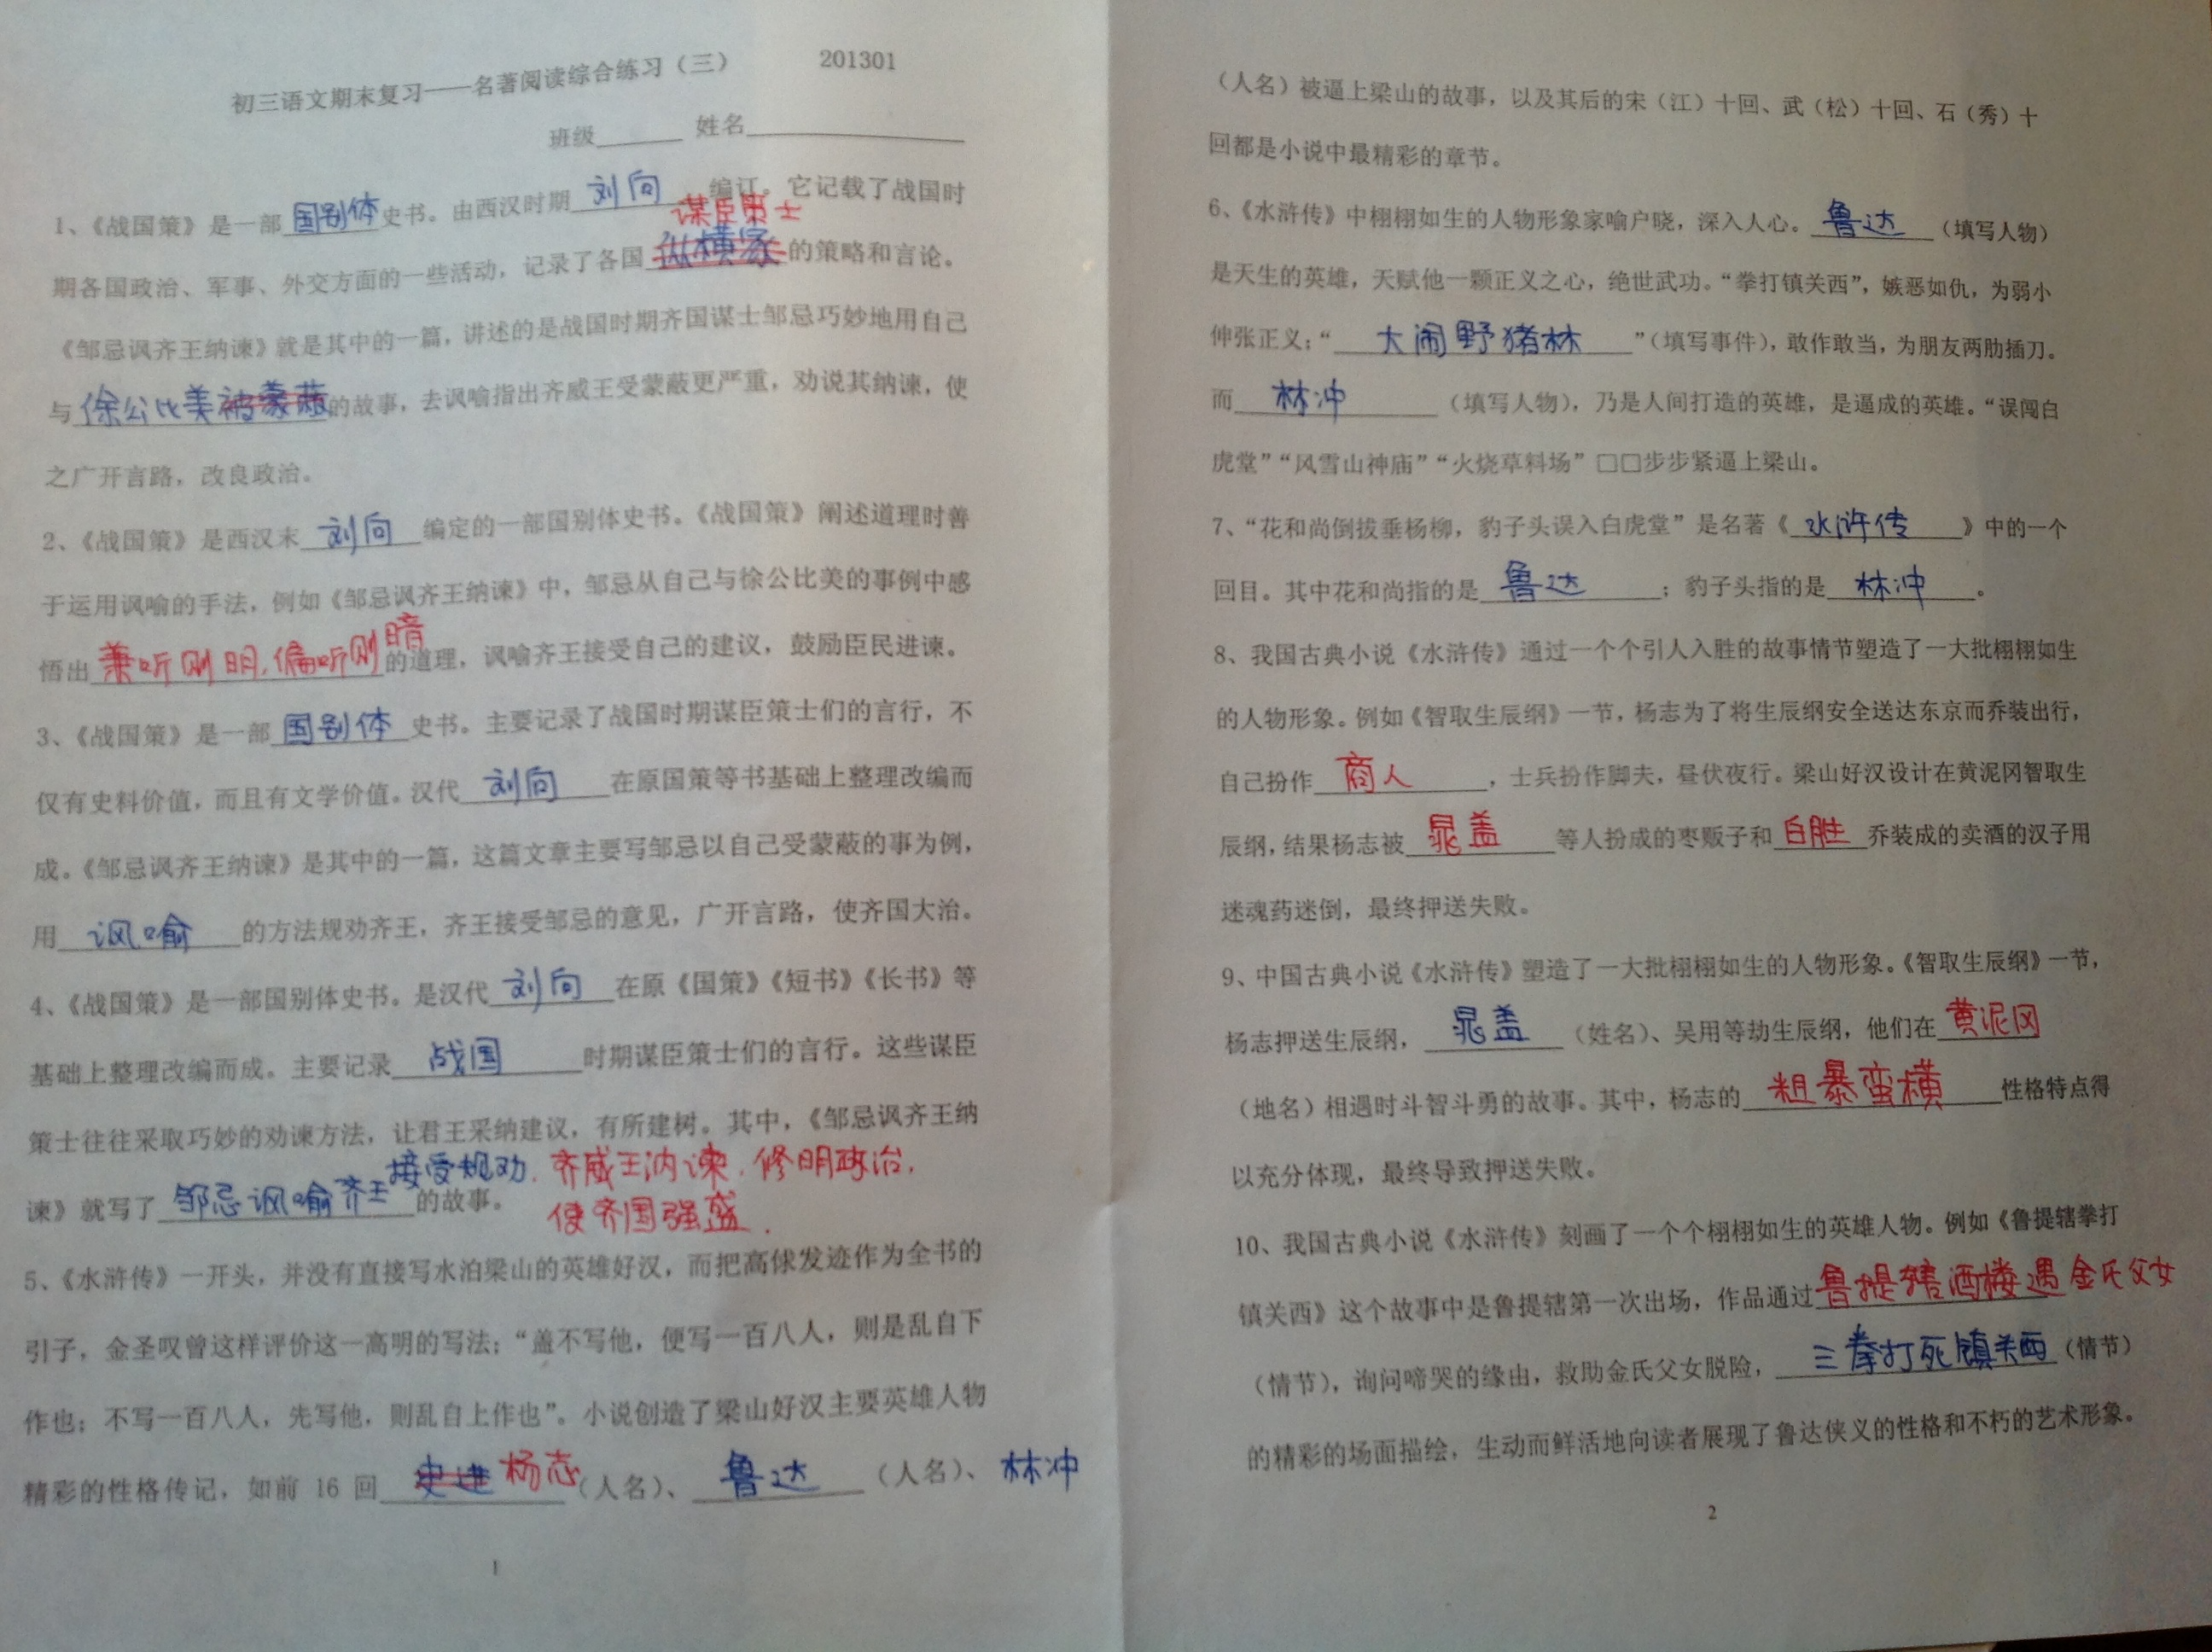 初三语文期末复习——名著阅读综合练习（三） 201301
班级______ 姓名______________
1、《战国策》是一部国别体史书。由西汉时期刘向编订。它记载了战国时
谋臣策士
期各国政治、军事、外交方面的一些活动，记录了各国纵横家的策略和言论。
《邹忌讽齐王纳谏》就是其中的一篇，讲述的是战国时期齐国谋士邹忌巧妙地用自己
与徐公比美被蒙蔽的故事，去讽喻指出齐威王受蒙蔽更严重，劝说其纳谏，使
之广开言路，改良政治。
2、《战国策》是西汉末刘向编定的一部国别体史书。《战国策》阐述道理时善
于运用讽喻的手法，例如《邹忌讽齐王纳谏》中，邹忌从自己与徐公比美的事例中感
悟出兼听则明，偏听则暗的道理，讽喻齐王接受自己的建议，鼓励臣民进谏。
3、《战国策》是一部国别体史书。主要记录了战国时期谋臣策士们的言行，不
仅有史料价值，而且有文学价值。汉代刘向在原国策等书基础上整理改编而
成。《邹忌讽齐王纳谏》是其中的一篇，这篇文章主要写邹忌以自己受蒙蔽的事为例，
用讽喻的方法规劝齐王，齐王接受邹忌的意见，广开言路，使齐国大治。
4、《战国策》是一部国别体史书。是汉代刘向在原《国策》《短书》《长书》等
基础上整理改编而成。主要记录战国时期谋臣策士们的言行。这些谋臣
策士往往采取巧妙的劝谏方法，让君王采纳建议，有所建树。其中，《邹忌讽齐王纳
谏》就写了邹忌讽喻齐王接受规劝，齐威王纳谏，修明政治，
使齐国强盛．的故事。
5、《水浒传》一开头，并没有直接写水泊梁山的英雄好汉，而把高俅发迹作为全书的
引子，金圣叹曾这样评价这一高明的写法：“盖不写他，便写一百八人，则是乱自下
作也；不写一百八人，先写他，则乱自上作也”。小说创造了梁山好汉主要英雄人物
精彩的性格传记，如前 16 回史进杨志（人名）、鲁达（人名）、林冲
1
（人名）被逼上梁山的故事，以及其后的宋（江）十回、武（松）十回、石（秀）十
回都是小说中最精彩的章节。
6、《水浒传》中栩栩如生的人物形象家喻户晓，深入人心。鲁达（填写人物）
是天生的英雄，天赋他一颗正义之心，绝世武功。“拳打镇关西”，嫉恶如仇，为弱小
伸张正义；“大闹野猪林”（填写事件），敢作敢当，为朋友两肋插刀。
而林冲（填写人物），乃是人间打造的英雄，是逼成的英雄。“误闯白
虎堂”“风雪山神庙”“火烧草料场”□□步步紧逼上梁山。
7、“花和尚倒拔垂杨柳，豹子头误入白虎堂”是名著《水浒传》中的一个
回目。其中花和尚指的是鲁达；豹子头指的是林冲。
8、我国古典小说《水浒传》通过一个个引人入胜的故事情节塑造了一大批栩栩如生
的人物形象。例如《智取生辰纲》一节，杨志为了将生辰纲安全送达东京而乔装出行，
自己扮作商人，士兵扮作脚夫，昼伏夜行。梁山好汉设计在黄泥冈智取生
辰纲，结果杨志被晁盖等人扮成的枣贩子和白胜乔装成的卖酒的汉子用
迷魂药迷倒，最终押送失败。
9、中国古典小说《水浒传》塑造了一大批栩栩如生的人物形象。《智取生辰纲》一节，
杨志押送生辰纲，晁盖（姓名）、吴用等劫生辰纲，他们在黄泥冈
（地名）相遇时斗智斗勇的故事。其中，杨志的粗暴蛮横性格特点得
以充分体现，最终导致押送失败。
10、我国古典小说《水浒传》刻画了一个个栩栩如生的英雄人物。例如《鲁提辖拳打
镇关西》这个故事中是鲁提辖第一次出场，作品通过鲁提辖酒楼遇金氏父女
（情节），询问啼哭的缘由，救助金氏父女脱险，三拳打死镇关西（情节）
的精彩的场面描绘，生动而鲜活地向读者展现了鲁达侠义的性格和不朽的艺术形象。
2